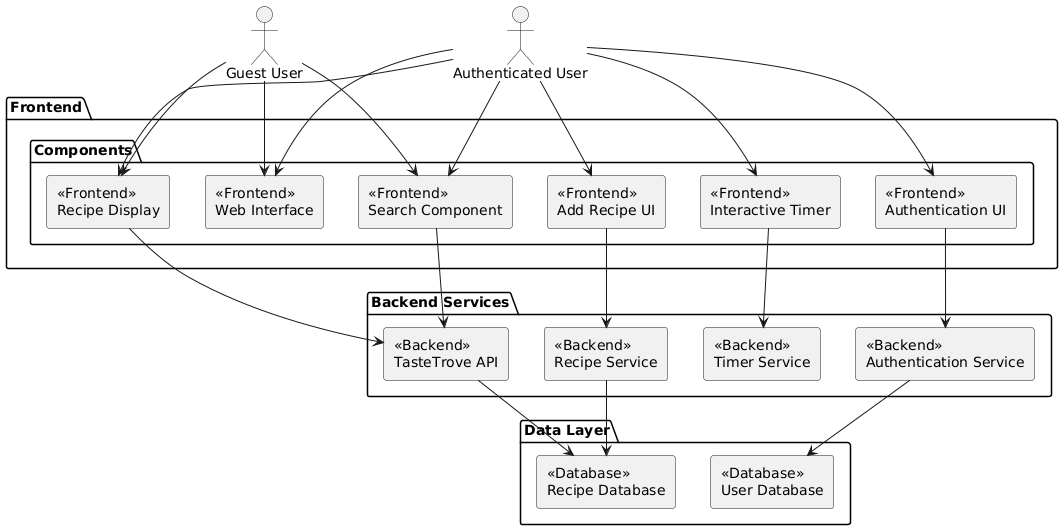 Guest User
Authenticated User
Frontend
Components
«Frontend»
Recipe Display
«Frontend»
Web Interface
«Frontend»
Search Component
«Frontend»
Add Recipe UI
«Frontend»
Interactive Timer
«Frontend»
Authentication UI
Backend Services
«Backend»
TasteTrove API
«Backend»
Recipe Service
«Backend»
Timer Service
«Backend»
Authentication Service
Data Layer
«Database»
Recipe Database
«Database»
User Database